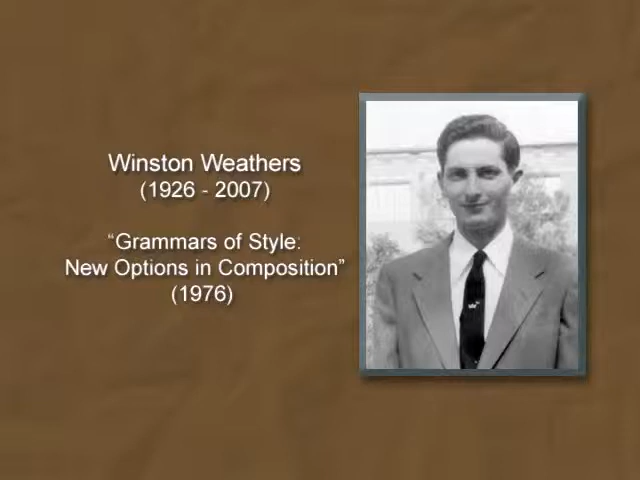 Winston Weathers
(1926 - 2007)
“Grammars of Style:
New Options in Composition”
(1976)